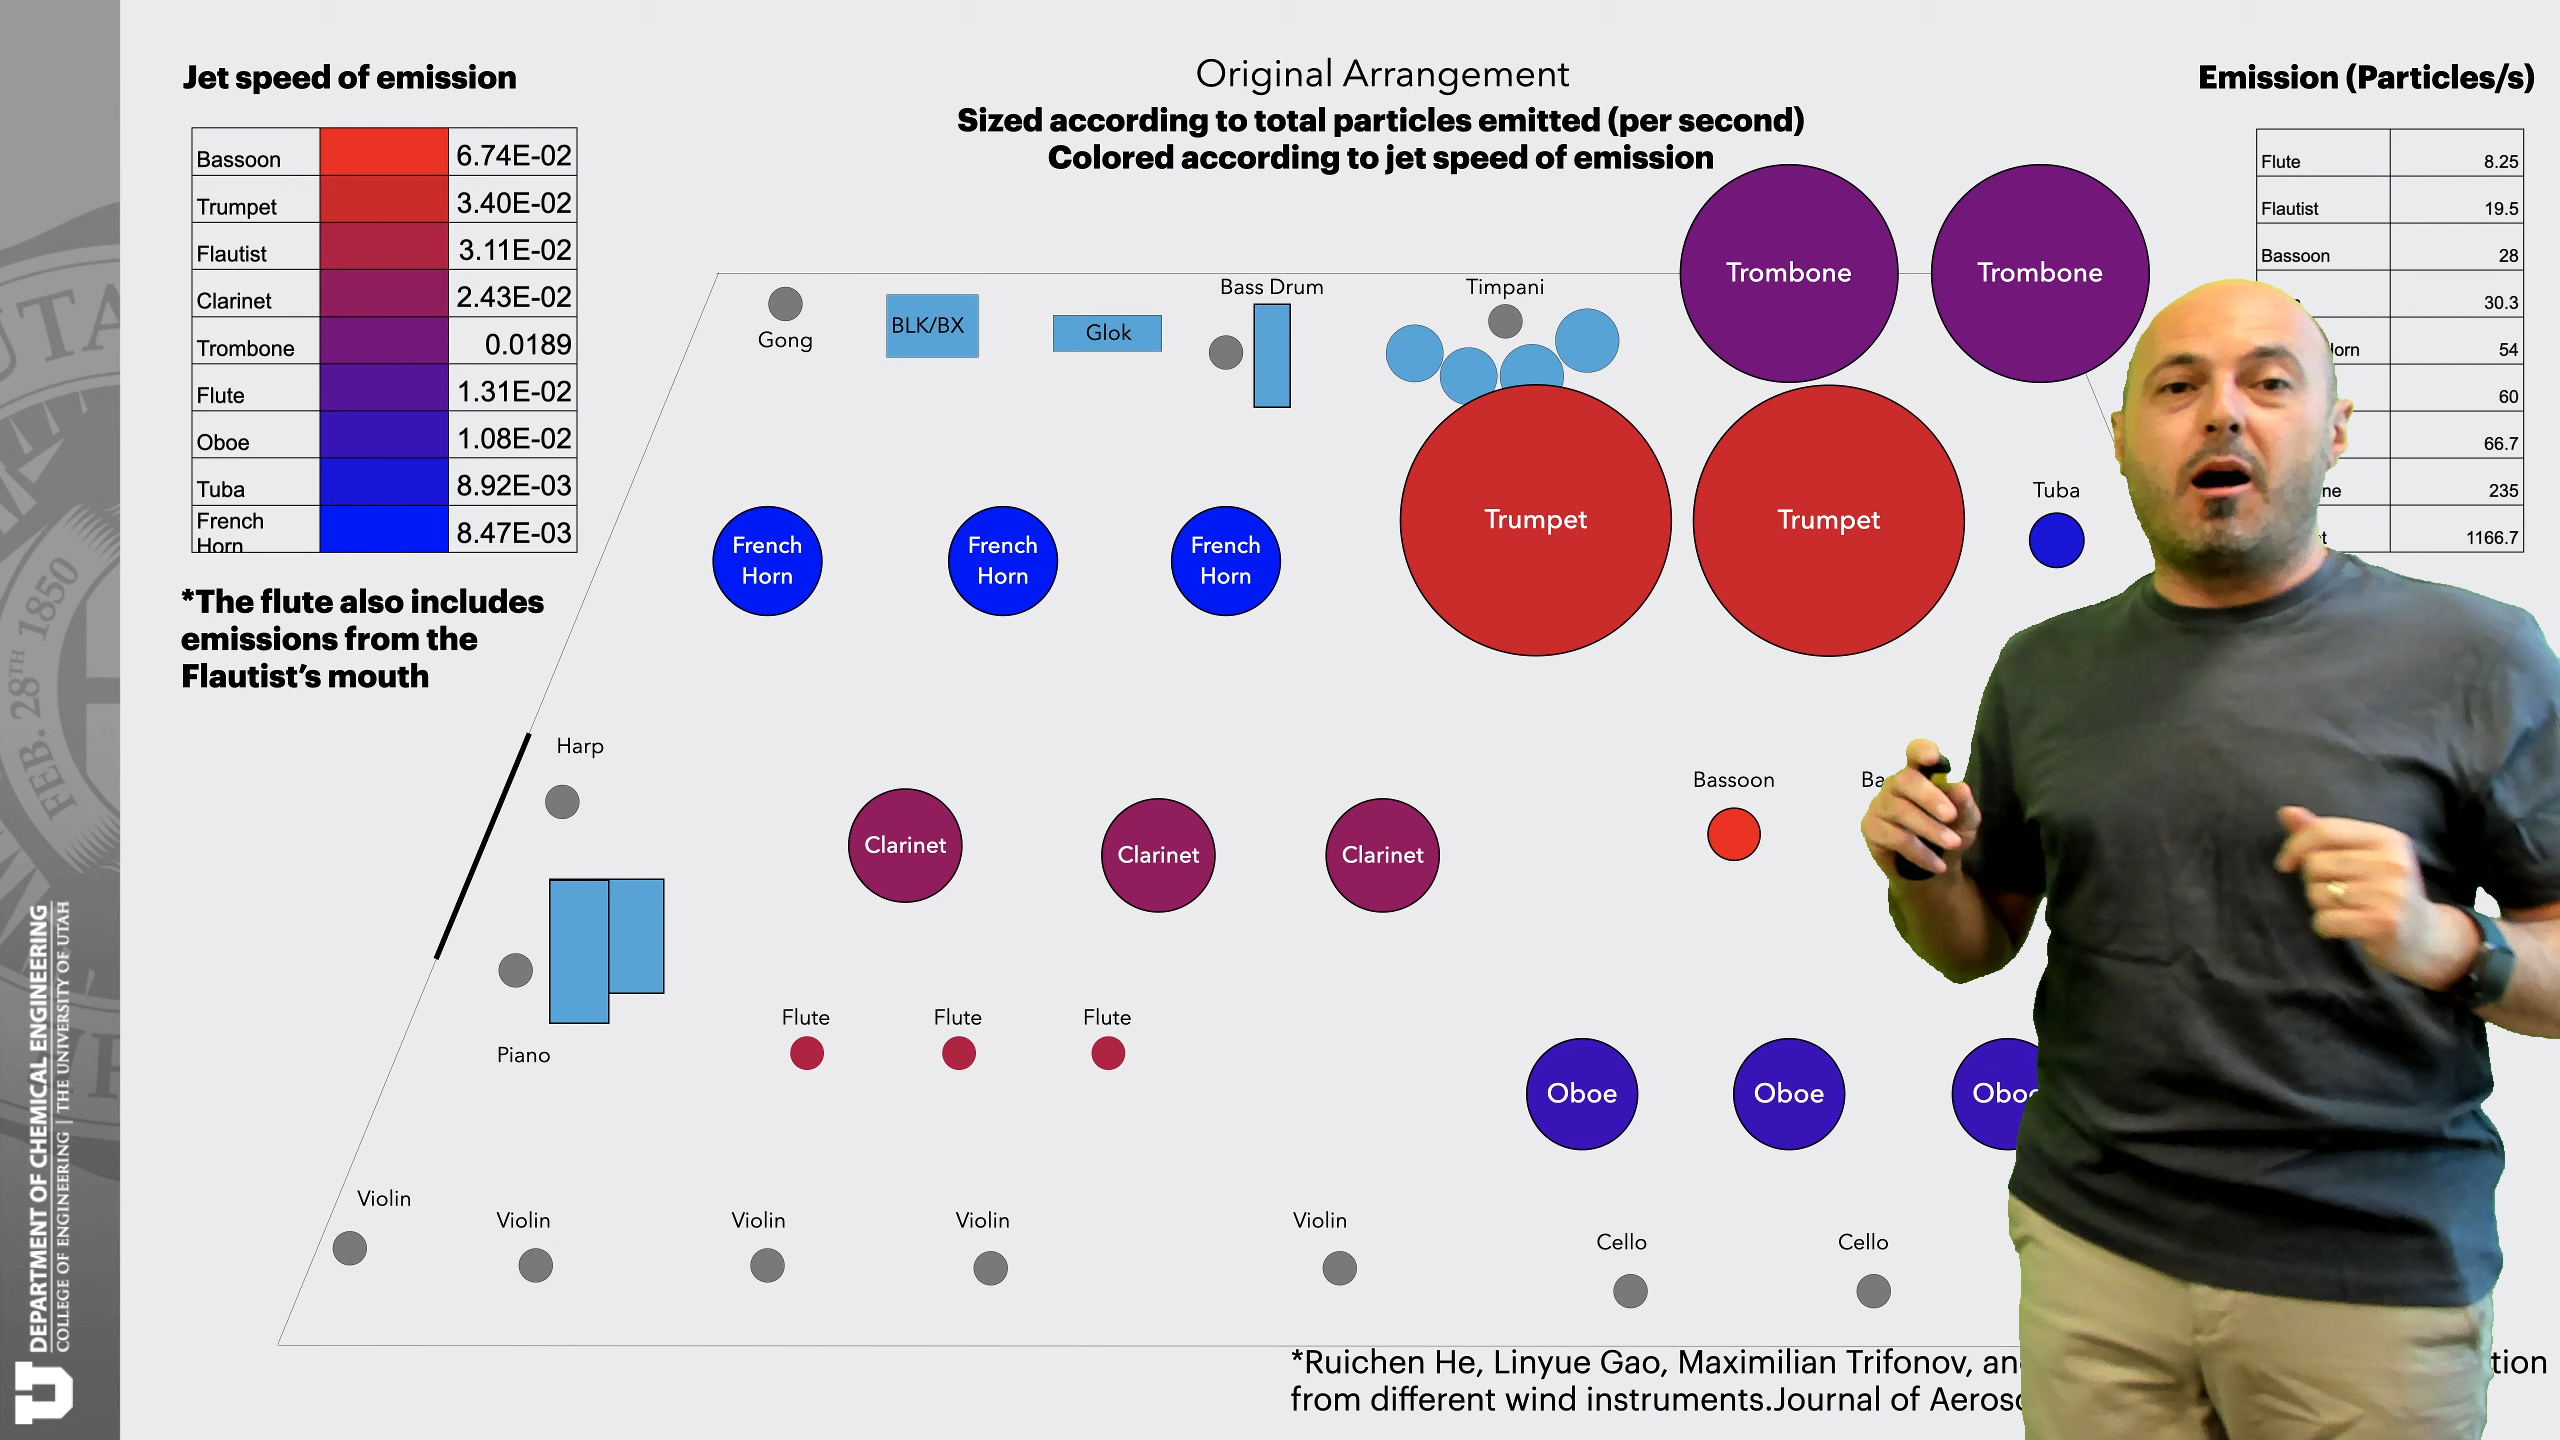 Jet speed of emission
Bassoon 6.74E-02
Trumpet 3.40E-02
Flautist 3.11E-02
Clarinet 2.43E-02
Trombone 0.0189
Flute 1.31E-02
Oboe 1.08E-02
Tuba 8.92E-03
French
Horn 8.47E-03
*The flute also includes
emissions from the
Flautist’s mouth
Original Arrangement
Sized according to total particles emitted (per second)
Colored according to jet speed of emission
Emission (Particles/s)
Flute 8.25
Flautist 19.5
Bassoon 28
30.3
54
60
66.7
235
1166.7
Trombone
Trombone
Gong
BLK/BX
Glok
Bass Drum
Timpani
Trumpet
Trumpet
Tuba
French
Horn
French
Horn
French
Horn
Harp
Bassoon
Clarinet
Clarinet
Clarinet
Piano
Flute
Flute
Flute
Oboe
Oboe
Violin
Violin
Violin
Violin
Violin
Cello
Cello
*Ruichen He, Linyue Gao, Maximilian Trifonov,
from different wind instruments.Journal of
DEPARTMENT OF CHEMICAL ENGINEERING
COLLEGE OF ENGINEERING | THE UNIVERSITY OF UTAH
FEB. 28TH 1850
U